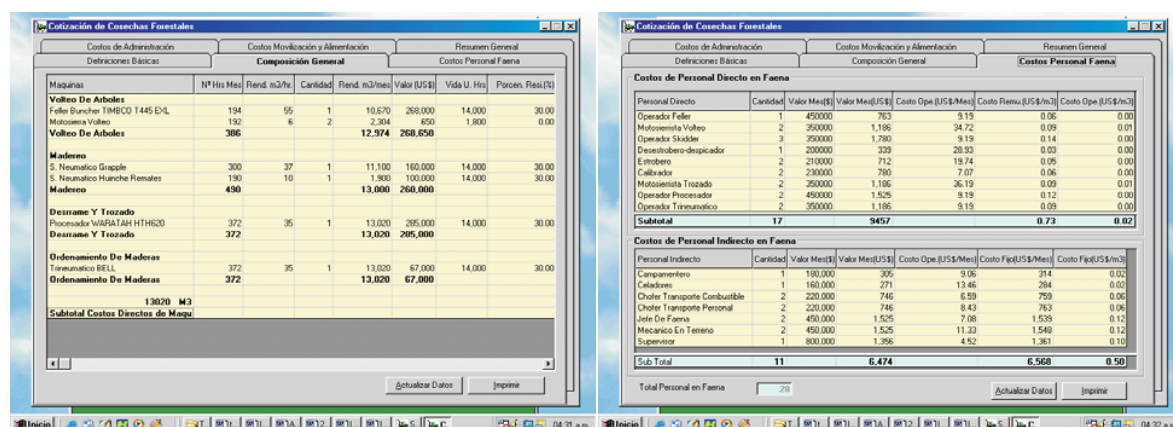 Cotización de Cosechas Forestales
Costos de Administración Costos Movilización y Alimentación Resumen General
Definiciones Básicas Composición General Costos Personal Faena
Maquinas Nº Hrs Mes Rend. m3/hr. Cantidad Rend. m3/mes Valor (US$) Vida U. Hrs Porcen. Resi.(%)
Volteo De Arboles
Feller Buncher TIMBCO T445 EXL 194 55 1 10,670 268,000 14,000 30.00
Motosierra Volteo 192 6 2 2,304 650 1,800 0.00
Volteo De Arboles 386 12,974 268,650
Madereo
S. Neumatico Grapple 300 37 1 11,100 160,000 14,000 30.00
S. Neumatico Huinche Remates 190 10 1 1,900 100,000 14,000 30.00
Madereo 490 13,000 260,000
Desrrame Y Trozado
Procesador WARATAH HTH620 372 35 1 13,020 285,000 14,000 30.00
Desrrame Y Trozado 372 13,020 285,000
Ordenamiento De Maderas
Trineumatico BELL 372 35 1 13,020 67,000 14,000 30.00
Ordenamiento De Maderas 372 13,020 67,000
13020 M3
Subtotal Costos Directos de Maqu
Actualizar Datos Imprimir
Inicio 04:31 a.m.
Cotización de Cosechas Forestales
Costos de Administración Costos Movilización y Alimentación Resumen General
Definiciones Básicas Composición General Costos Personal Faena
Costos de Personal Directo en Faena
Personal Directo Cantidad Valor Mes($) Valor Mes(US$) Costo Ope.(US$/Mes) Costo Remu.(US$/m3) Costo Ope.(US$/m3)
Operador Feller 1 450000 763 9.19 0.06 0.00
Motosierrista Volteo 2 350000 1,186 34.72 0.09 0.01
Operador Skidder 3 350000 1,780 9.19 0.14 0.00
Desestrobero-despicador 1 200000 339 28.93 0.03 0.00
Estrobero 2 210000 712 19.74 0.05 0.00
Calibrador 2 230000 780 7.07 0.06 0.00
Motosierrista Trozado 2 350000 1,186 36.19 0.09 0.01
Operador Procesador 2 450000 1,525 9.19 0.12 0.00
Operador Trineumatico 2 350000 1,186 9.19 0.09 0.00
Subtotal 17 9457 0.73 0.02
Costos de Personal Indirecto en Faena
Personal Indirecto Cantidad Valor Mes($) Valor Mes(US$) Costo Ope.(US$/Mes) Costo Fijo(US$/Mes) Costo Fijo(US$/m3)
Campamentero 1 180,000 305 9.06 314 0.02
Celadores 1 160,000 271 13.46 284 0.02
Chofer Transporte Combustible 2 220,000 746 6.59 759 0.06
Chofer Transporte Personal 2 220,000 746 8.43 763 0.06
Jefe De Faena 2 450,000 1,525 7.08 1,539 0.12
Mecanico En Terreno 2 450,000 1,525 11.33 1,548 0.12
Supervisor 1 800,000 1,356 4.52 1,361 0.10
Sub Total 11 6,474 6,568 0.50
Total Personal en Faena 28
Actualizar Datos Imprimir
Inicio 04:32 a.m.